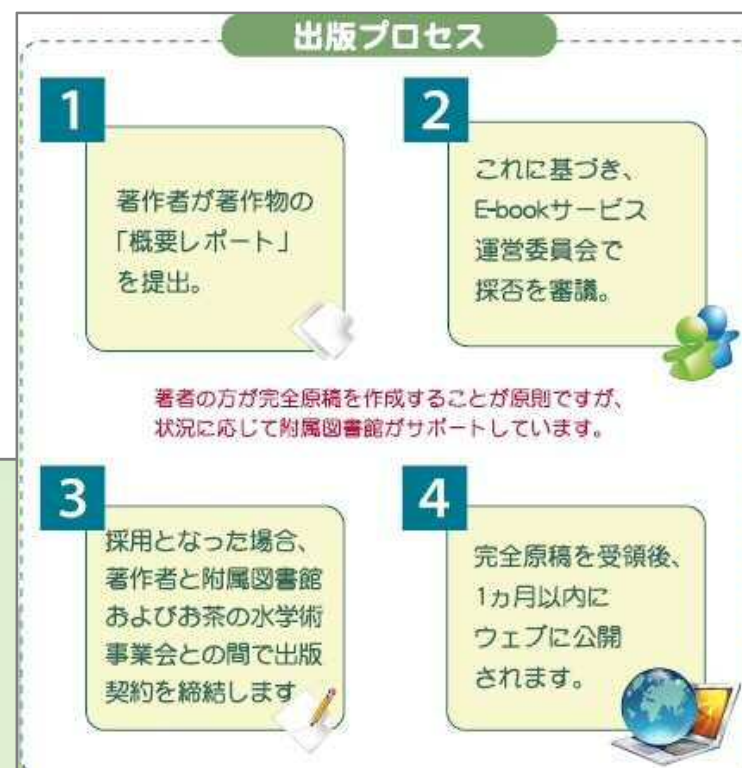 出版プロセス
1
著作者が著作物の
「概要レポート」
を提出。
2
これに基づき、
E-bookサービス
運営委員会で
採否を審議。
著者の方が完全原稿を作成することが原則ですが、
状況に応じて附属図書館がサポートしています。
3
採用となった場合、
著作者と附属図書館
およびお茶の水学術
事業会との間で出版
契約を締結します
4
完全原稿を受領後、
1ヵ月以内に
ウェブに公開
されます。